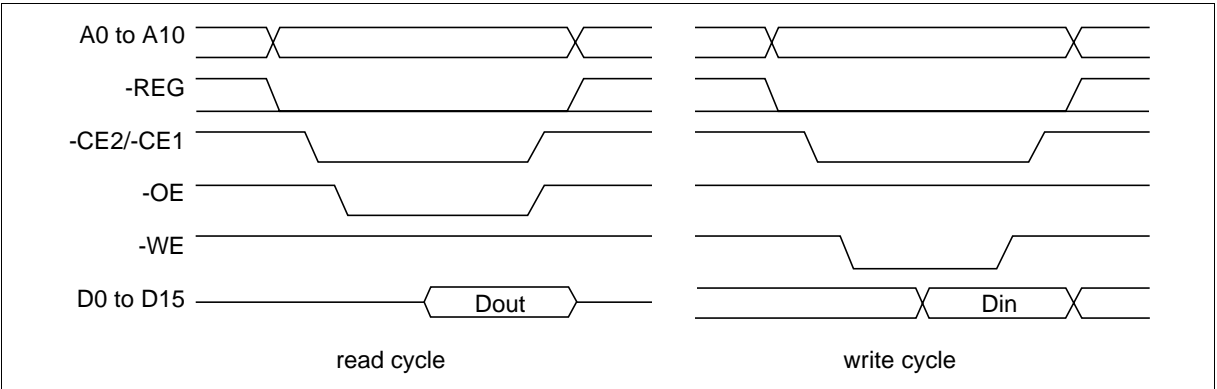 A0 to A10
-REG
-CE2/-CE1
-OE
-WE
D0 to D15
Dout
Din
read cycle
write cycle